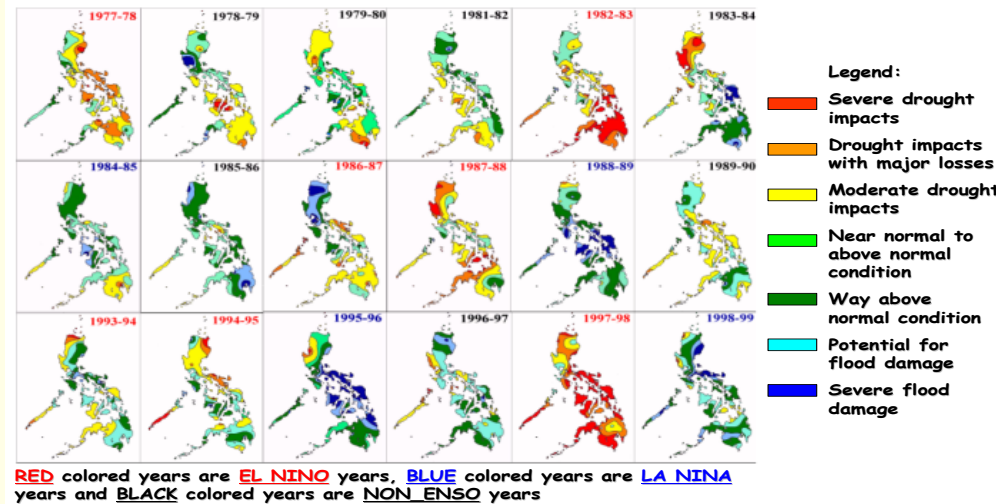 1977-78
1978-79
1979-80
1981-82
1982-83
1983-84
1984-85
1985-86
1986-87
1987-88
1988-89
1989-90
1993-94
1994-95
1995-96
1996-97
1997-98
1998-99
Legend:
Severe drought
impacts
Drought impacts
with major losses
Moderate drought
impacts
Near normal to
above normal
condition
Way above
normal condition
Potential for
flood damage
Severe flood
damage
RED colored years are EL NINO years, BLUE colored years are LA NINA
years and BLACK colored years are NON_ENSO years